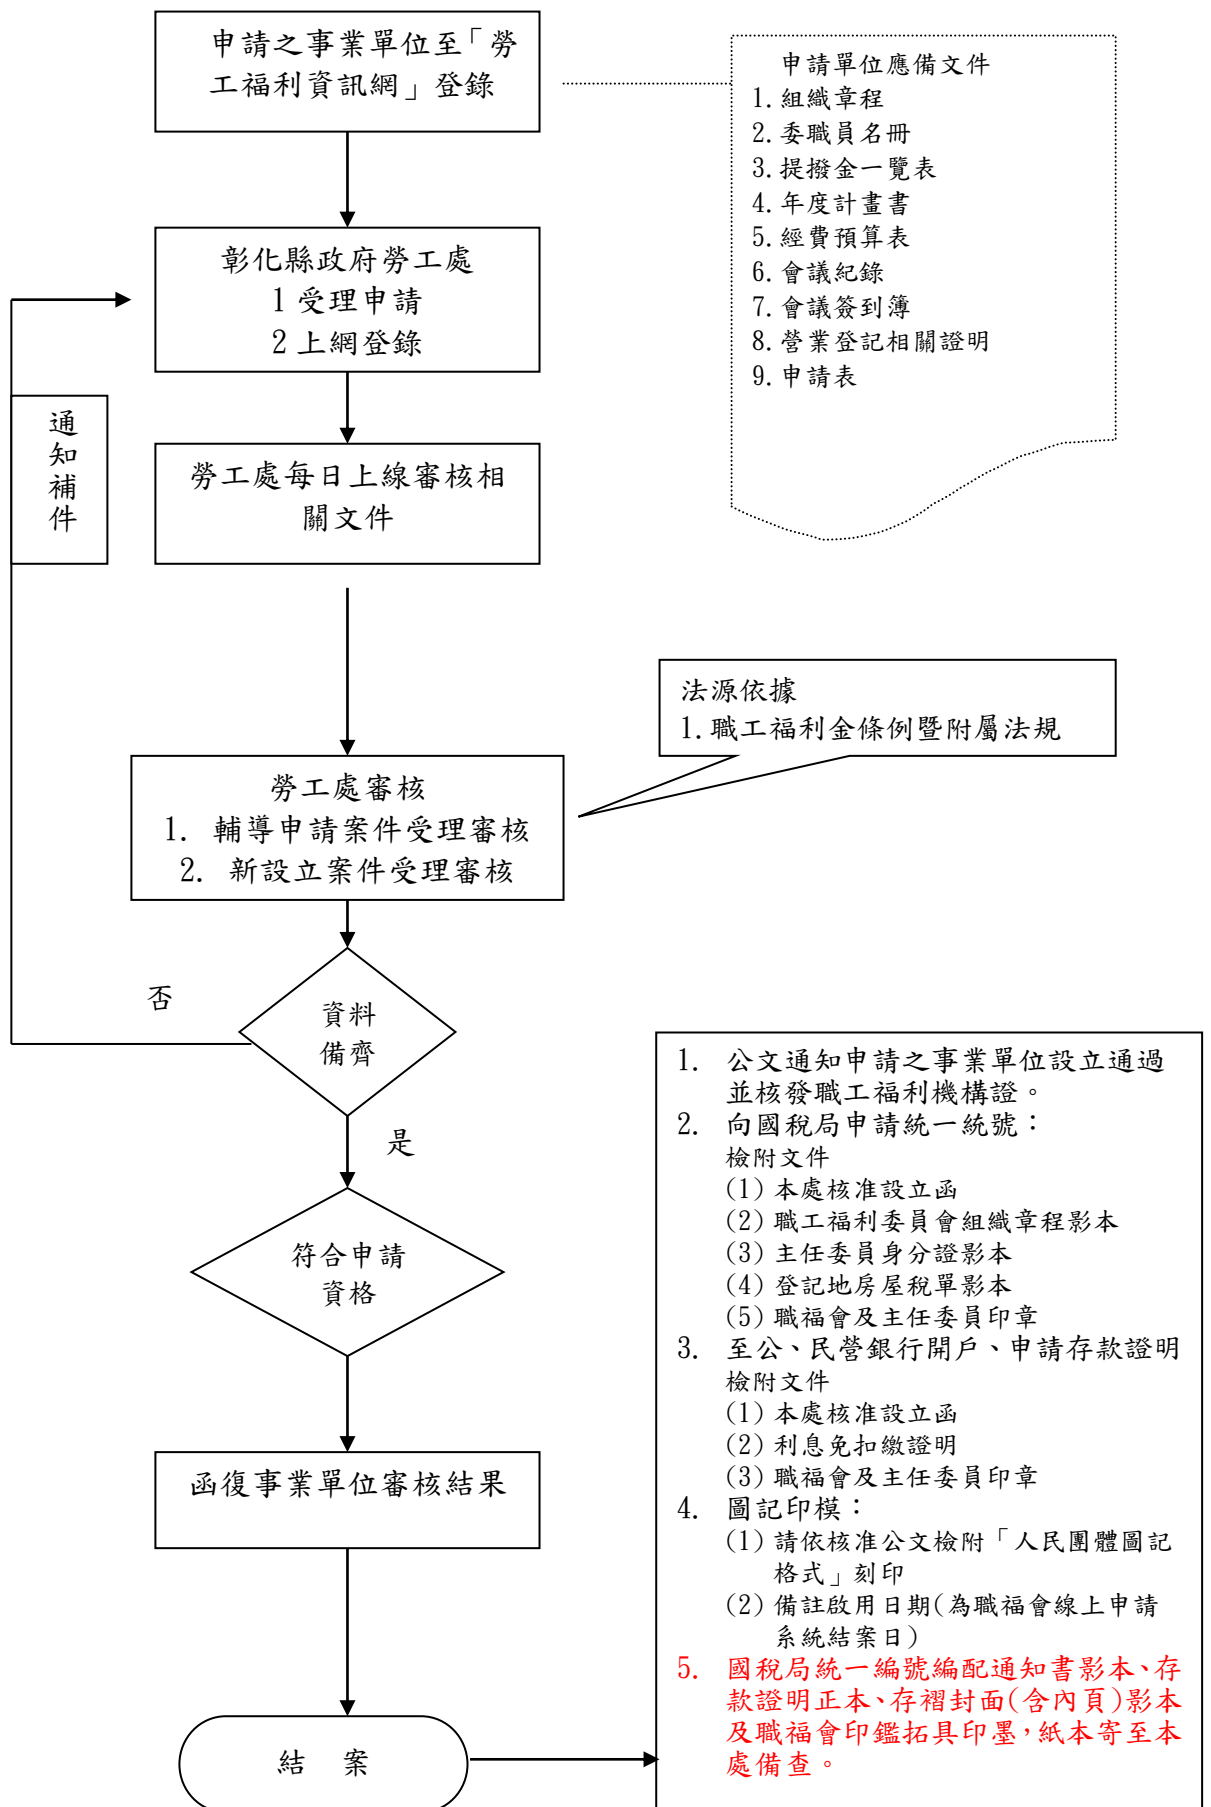 申請之事業單位至「勞
工福利資訊網」登錄
申請單位應備文件
1.組織章程
2.委職員名冊
3.提撥金一覽表
4.年度計畫書
5.經費預算表
6.會議紀錄
7.會議簽到簿
8.營業登記相關證明
9.申請表
彰化縣政府勞工處
1 受理申請
2 上網登錄
通
知
補
件
勞工處每日上線審核相
關文件
法源依據
1.職工福利金條例暨附屬法規
勞工處審核
1. 輔導申請案件受理審核
2. 新設立案件受理審核
否
資料
備齊
是
符合申請
資格
函復事業單位審核結果
結 案
1. 公文通知申請之事業單位設立通過
並核發職工福利機構證。
2. 向國稅局申請統一統號：
檢附文件
(1)本處核准設立函
(2)職工福利委員會組織章程影本
(3)主任委員身分證影本
(4)登記地房屋稅單影本
(5)職福會及主任委員印章
3. 至公、民營銀行開戶、申請存款證明
檢附文件
(1)本處核准設立函
(2)利息免扣繳證明
(3)職福會及主任委員印章
4. 圖記印模：
(1)請依核准公文檢附「人民團體圖記
格式」刻印
(2)備註啟用日期(為職福會線上申請
系統結案日)
5. 國稅局統一編號編配通知書影本、存
款證明正本、存褶封面(含內頁)影本
及職福會印鑑拓具印墨，紙本寄至本
處備查。